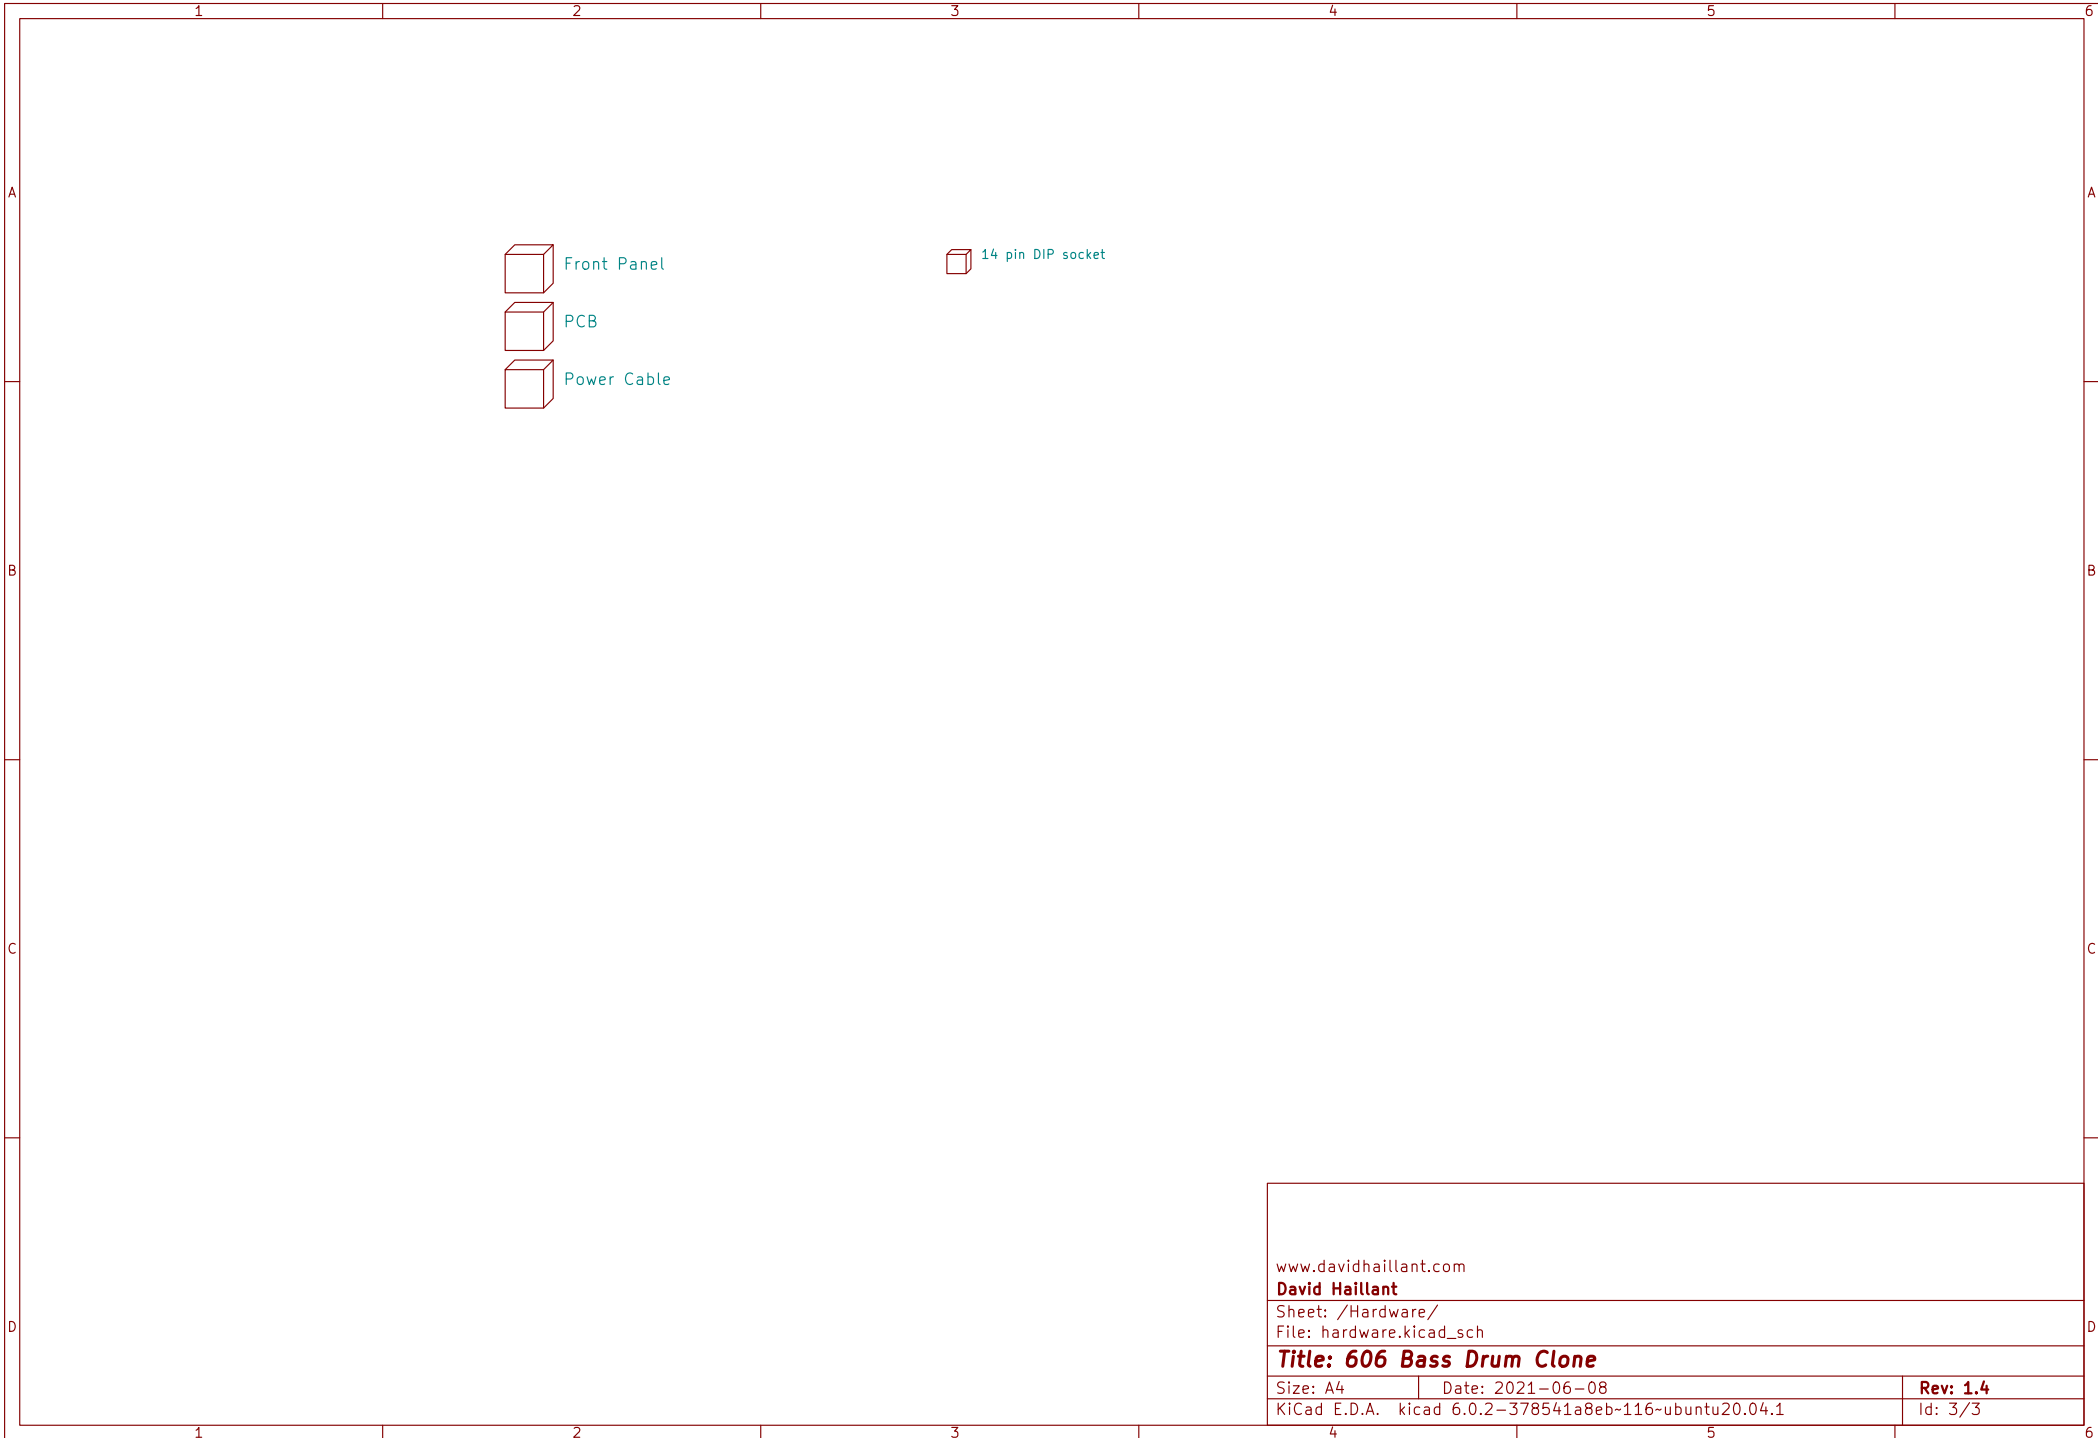 1 2 3 4 5 6
A A
14 pin DIP socket
Front Panel
PCB
Power Cable
B B
C C
www.davidhaillant.com
David Haillant
Sheet: /Hardware/
File: hardware.kicad_sch
D D
Title: 606 Bass Drum Clone
Size: A4 Date: 2021-06-08 Rev: 1.4
KiCad E.D.A. kicad 6.0.2-378541a8eb~116~ubuntu20.04.1 Id: 3/3
1 2 3 4 5 6